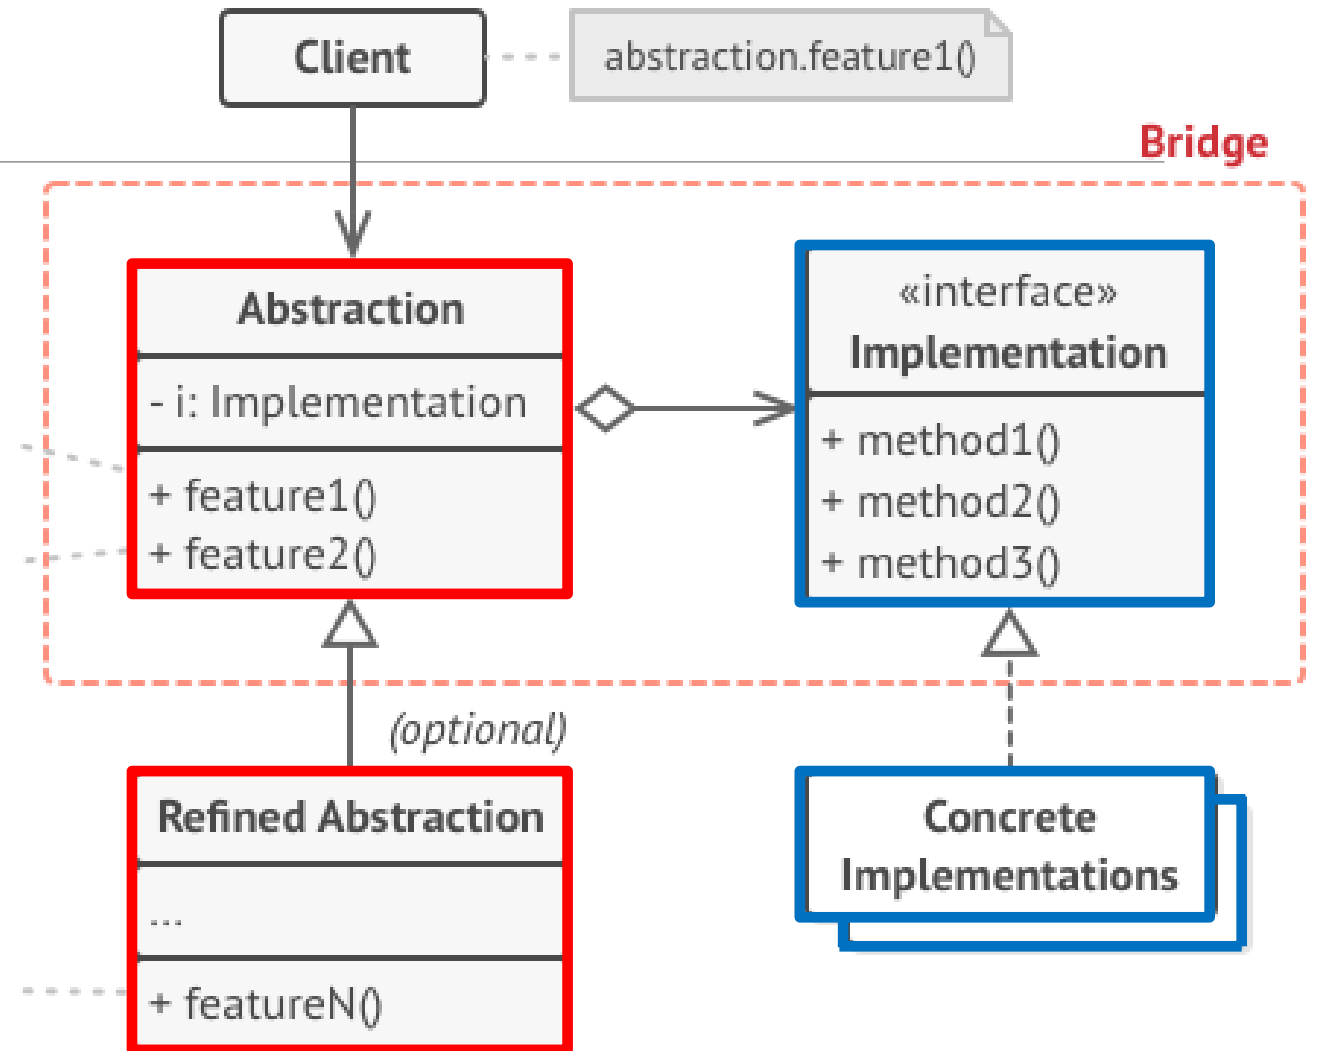 Client
abstraction.feature1()
Bridge
Abstraction
- i: Implementation
+ feature1()
+ feature2()
«interface»
Implementation
+ method1()
+ method2()
+ method3()
(optional)
Refined Abstraction
...
+ featureN()
Concrete
Implementations